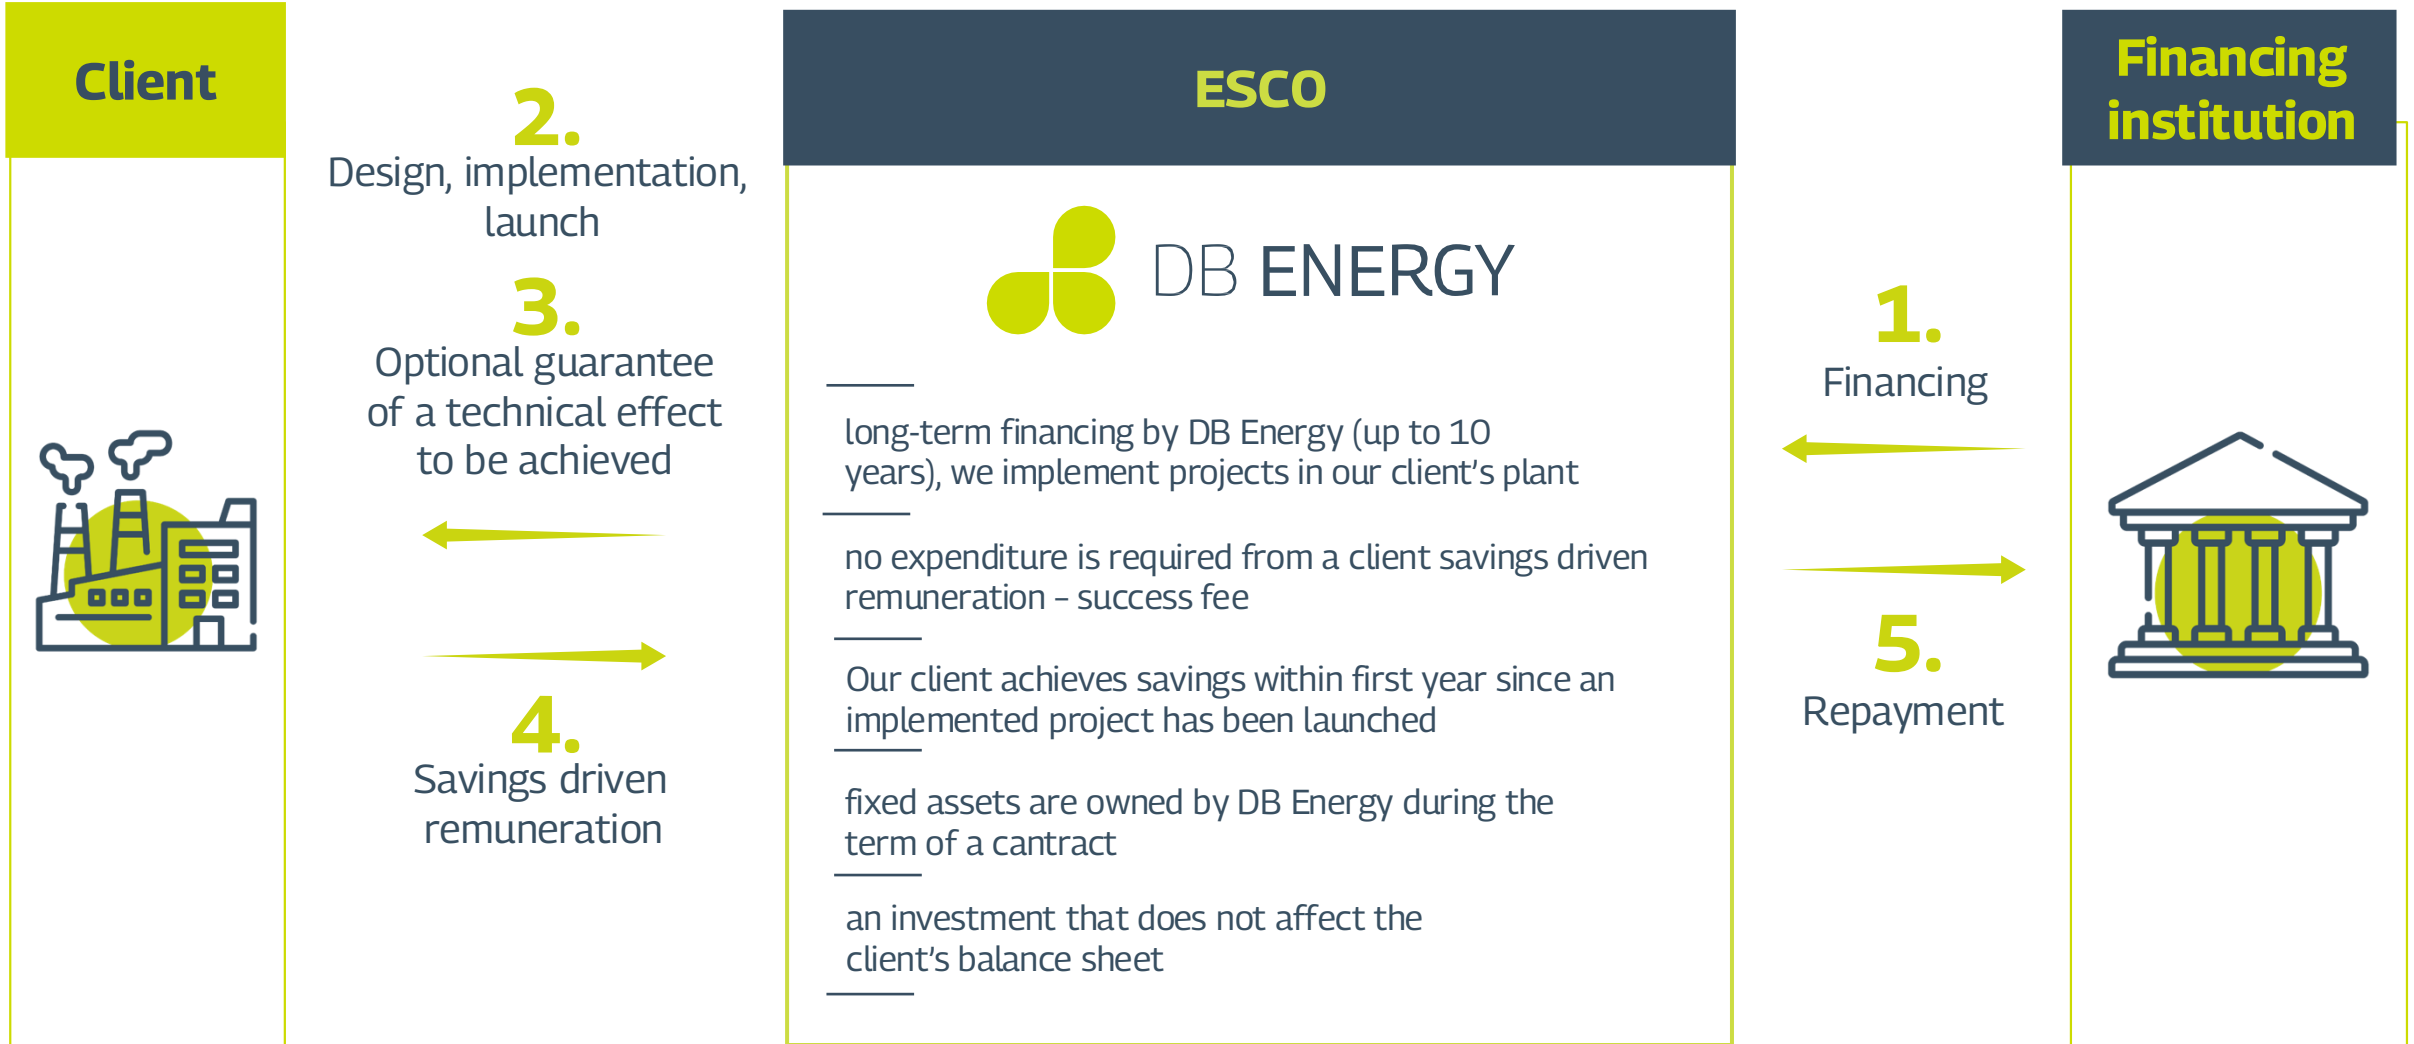 Client
2.
Design, implementation,
launch
3.
Optional guarantee
of a technical effect
to be achieved
4.
Savings driven
remuneration
ESCO
DB ENERGY
long-term financing by DB Energy (up to 10
years), we implement projects in our client's plant
no expenditure is required from a client savings driven
remuneration – success fee
Our client achieves savings within first year since an
implemented project has been launched
fixed assets are owned by DB Energy during the
term of a cantract
an investment that does not affect the
client's balance sheet
1.
Financing
5.
Repayment
Financing
institution